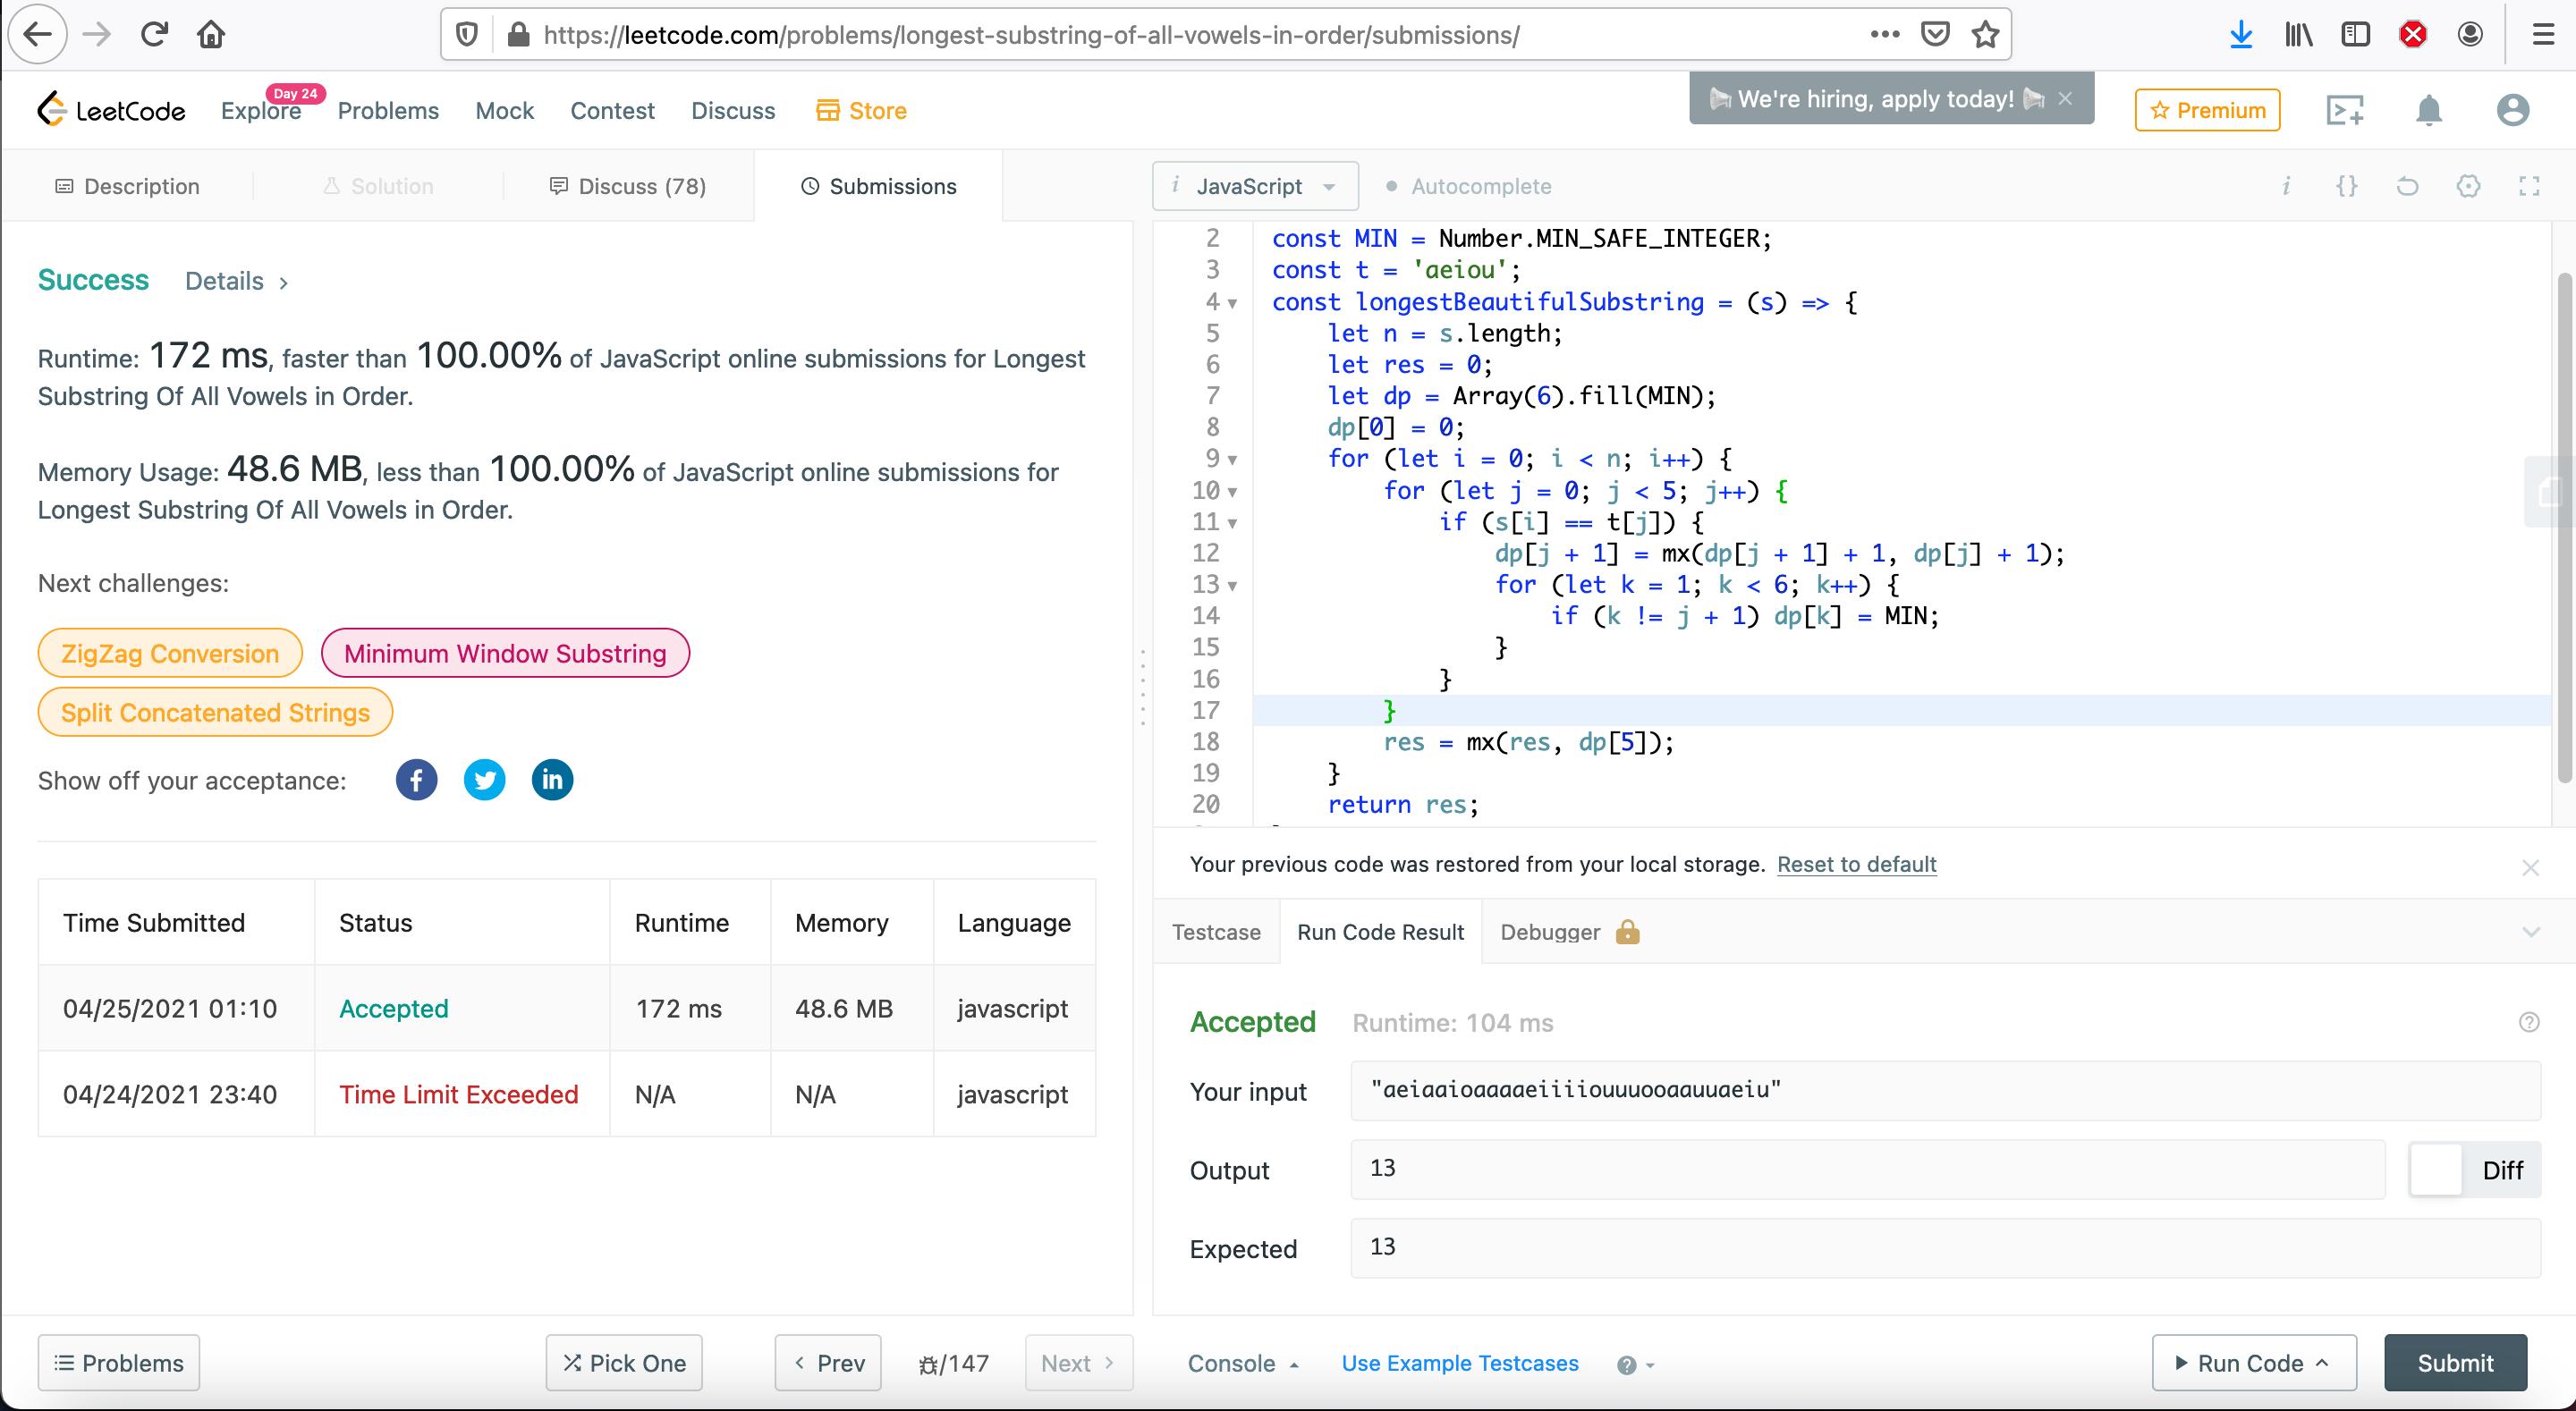 https://leetcode.com/problems/longest-substring-of-all-vowels-in-order/submissions/
LeetCode
Explore
Day 24
Problems
Mock
Contest
Discuss
Store
We're hiring, apply today!
Premium
Description
Solution
Discuss (78)
Submissions
i JavaScript
Autocomplete
Success Details ›
Runtime: 172 ms, faster than 100.00% of JavaScript online submissions for Longest
Substring Of All Vowels in Order.
Memory Usage: 48.6 MB, less than 100.00% of JavaScript online submissions for
Longest Substring Of All Vowels in Order.
Next challenges:
ZigZag Conversion
Minimum Window Substring
Split Concatenated Strings
Show off your acceptance:
Time Submitted Status Runtime Memory Language
04/25/2021 01:10 Accepted 172 ms 48.6 MB javascript
04/24/2021 23:40 Time Limit Exceeded N/A N/A javascript
2 const MIN = Number.MIN_SAFE_INTEGER;
3 const t = 'aeiou';
4 const longestBeautifulSubstring = (s) => {
5 let n = s.length;
6 let res = 0;
7 let dp = Array(6).fill(MIN);
8 dp[0] = 0;
9 for (let i = 0; i < n; i++) {
10 for (let j = 0; j < 5; j++) {
11 if (s[i] == t[j]) {
12 dp[j + 1] = mx(dp[j + 1] + 1, dp[j] + 1);
13 for (let k = 1; k < 6; k++) {
14 if (k != j + 1) dp[k] = MIN;
15 }
16 }
17 }
18 res = mx(res, dp[5]);
19 }
20 return res;
Your previous code was restored from your local storage. Reset to default
Testcase
Run Code Result
Debugger
Accepted Runtime: 104 ms
Your input "aeiaaioaaaaeiiiiouuuooaauuaeiu"
Output 13
Diff
Expected 13
Problems
Pick One
‹ Prev
/147
Next ›
Console
Use Example Testcases
Run Code
Submit